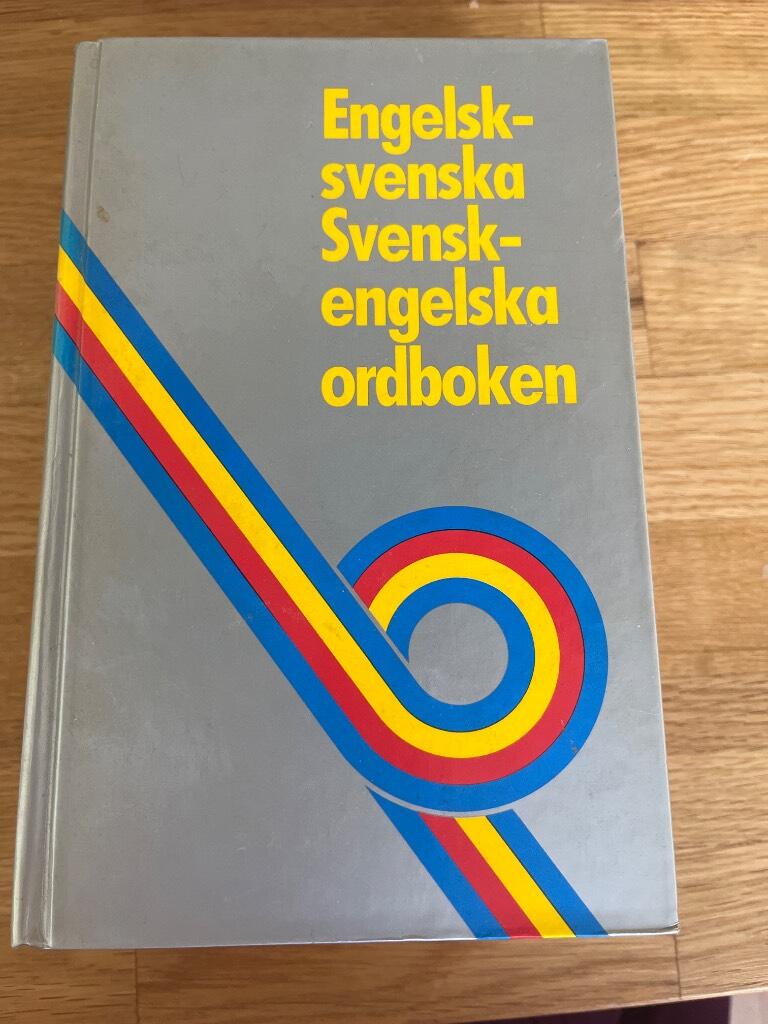 Engelsk-
svenska
Svensk-
engelska
ordboken